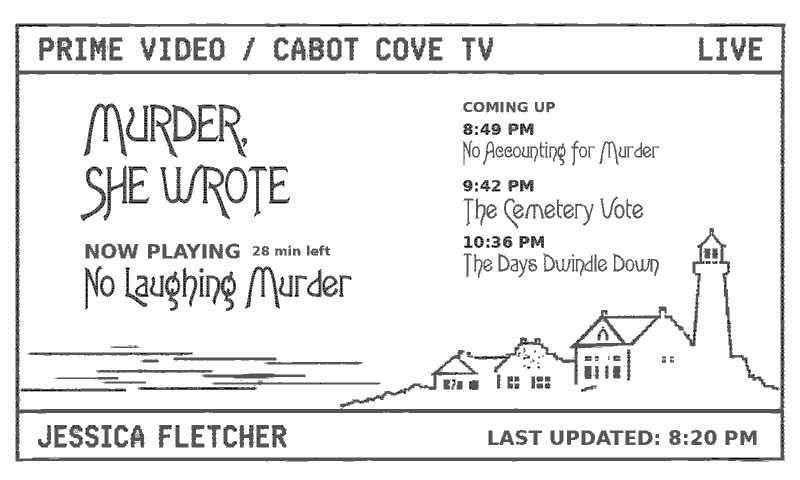 PRIME VIDEO / CABOT COVE TV
LIVE
MURDER,
SHE WROTE
NOW PLAYING 28 min left
No Laughing Murder
COMING UP
8:49 PM
No Accounting for Murder
9:42 PM
The Cemetery Vote
10:36 PM
The Days Dwindle Down
JESSICA FLETCHER
LAST UPDATED: 8:20 PM